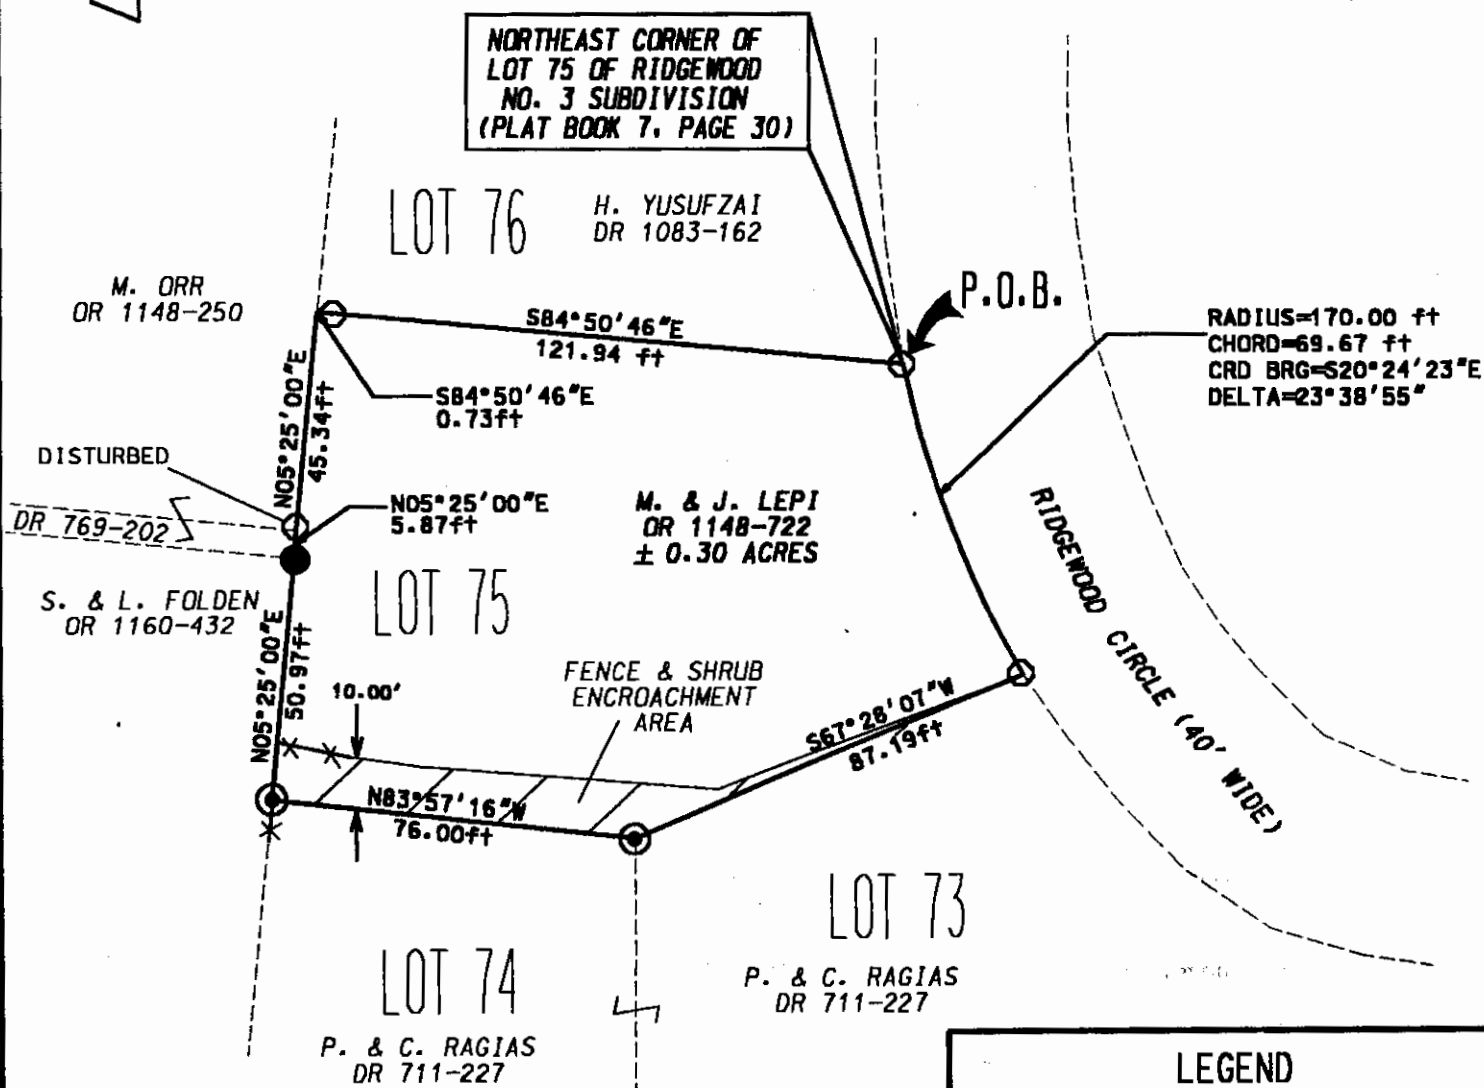 NORTHEAST CORNER OF
LOT 75 OF RIDGEWOOD
NO. 3 SUBDIVISION
(PLAT BOOK 7, PAGE 30)
LOT 76
H. YUSUFZAI
DR 1083-162
M. ORR
OR 1148-250
P.O.B.
S84°50'46"E
121.94 ft
RADIUS=170.00 ft
CHORD=69.67 ft
CRD BRG=S20°24'23"E
DELTA=23°38'55"
S84°50'46"E
0.73ft
N05°25'00"E
45.34ft
DISTURBED
N05°25'00"E
5.87ft
DR 769-202
M. & J. LEPI
OR 1148-722
± 0.30 ACRES
RIDGEWOOD CIRCLE (40' WIDE)
S. & L. FOLDEN
OR 1160-432
LOT 75
N05°25'00"E
50.97ft
10.00'
FENCE & SHRUB
ENCROACHMENT
AREA
S67°28'07"W
87.19ft
N83°57'16"W
76.00ft
LOT 73
P. & C. RAGIAS
DR 711-227
LOT 74
P. & C. RAGIAS
DR 711-227
LEGEND